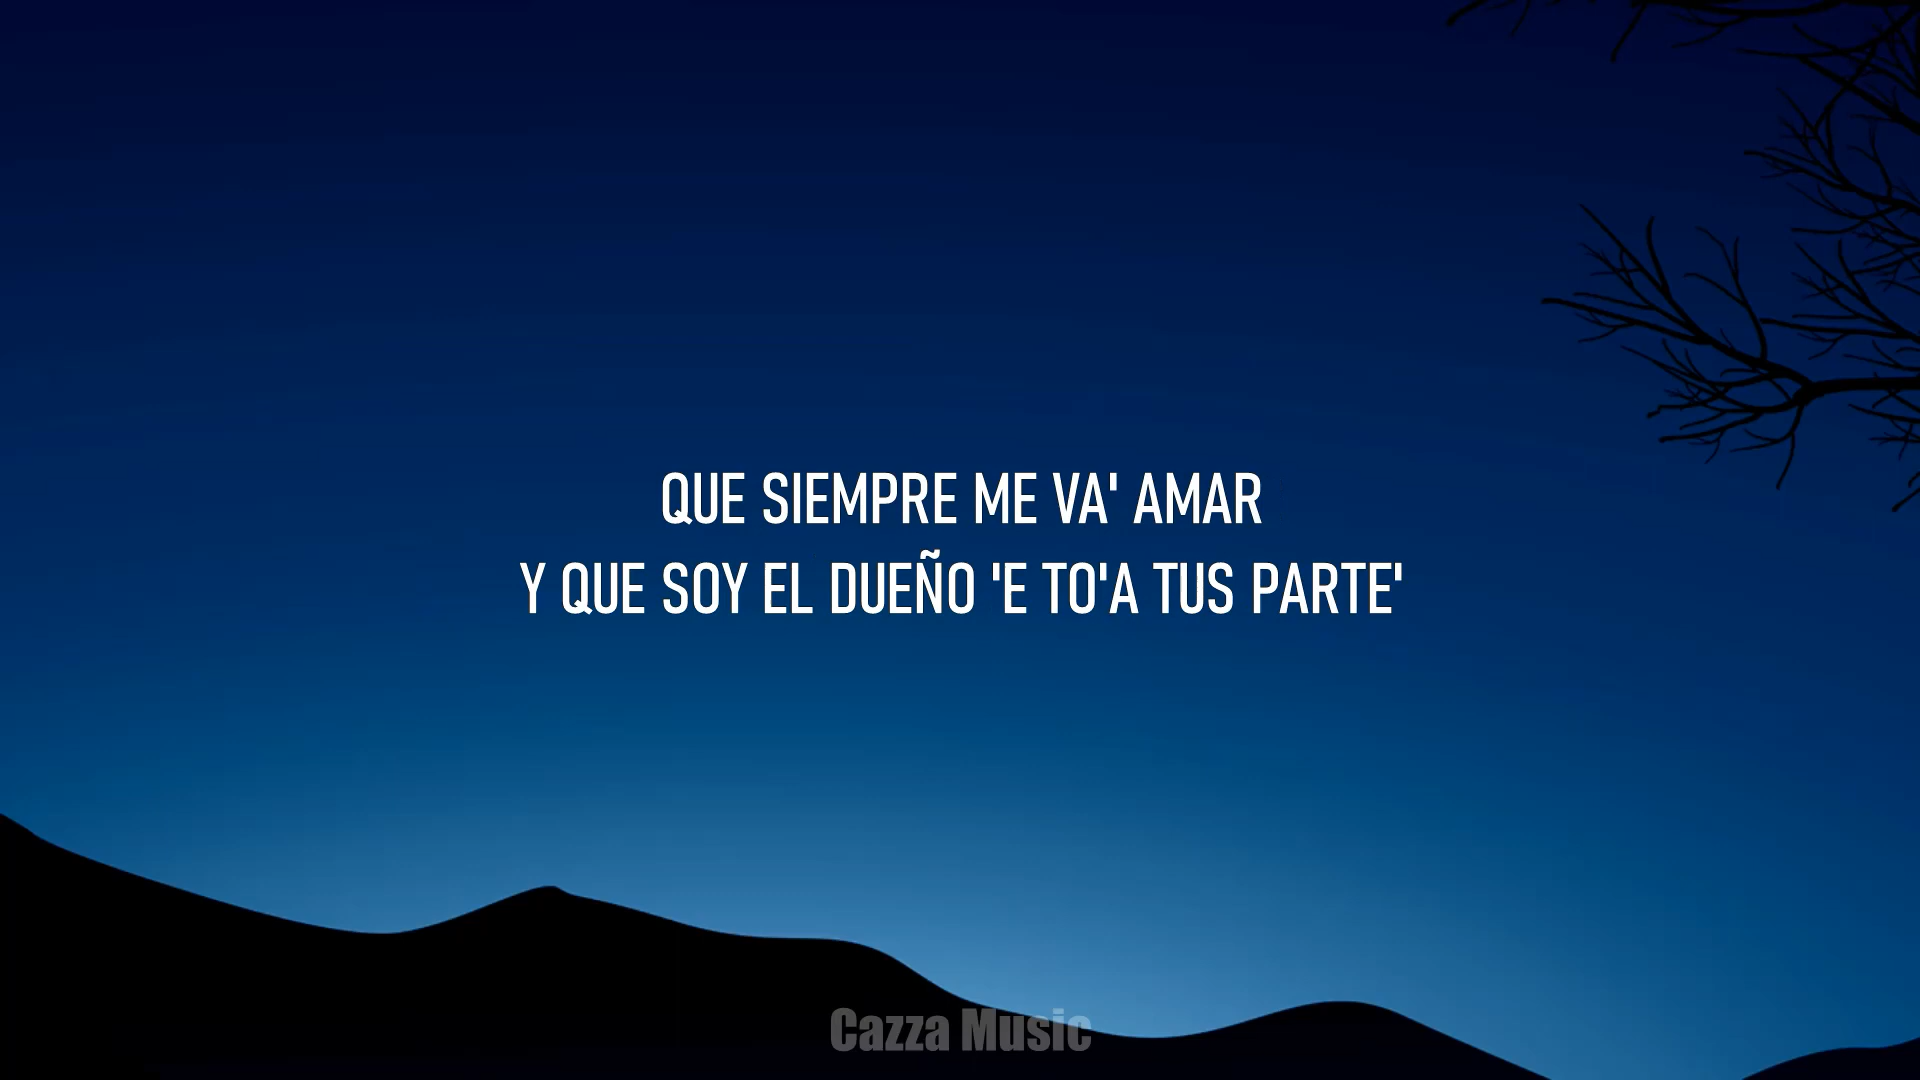 QUE SIEMPRE ME VA' AMAR
Y QUE SOY EL DUEÑO 'E TO'A TUS PARTE'
Cazza Music